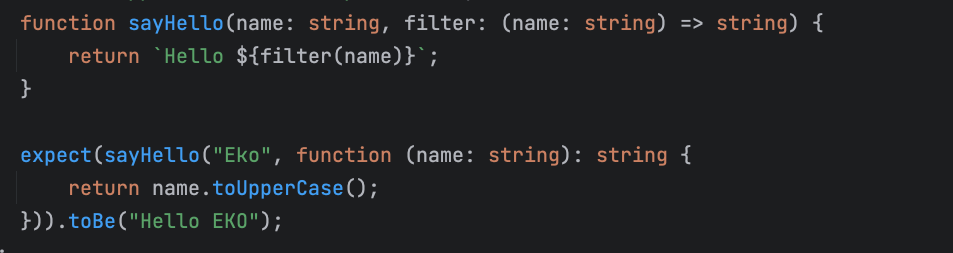 function sayHello(name: string, filter: (name: string) => string) {
    return `Hello ${filter(name)}`;
}

expect(sayHello("Eko", function (name: string): string {
    return name.toUpperCase();
})).toBe("Hello EKO");